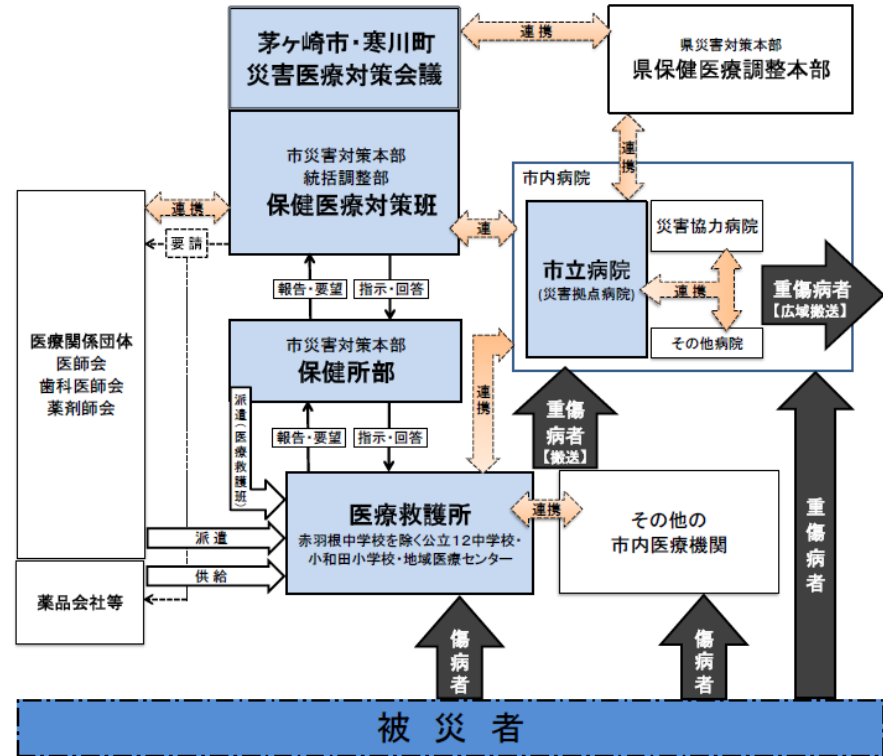 茅ヶ崎市・寒川町
災害医療対策会議
連携
県災害対策本部
県保健医療調整本部
連携
市災害対策本部
統括調整部
保健医療対策班
連携
要請
連
市内病院
市立病院
(災害拠点病院)
災害協力病院
連携
その他病院
重傷病者
【広域搬送】
報告・要望
指示・回答
医療関係団体
医師会
歯科医師会
薬剤師会
市災害対策本部
保健所部
派遣(医療救護班)
報告・要望
指示・回答
連携
重傷
病者
【搬送】
医療救護所
赤羽根中学校を除く公立12中学校・
小和田小学校・地域医療センター
連携
その他の
市内医療機関
派遣
供給
薬品会社等
重傷病者
傷病者
傷病者
被災者